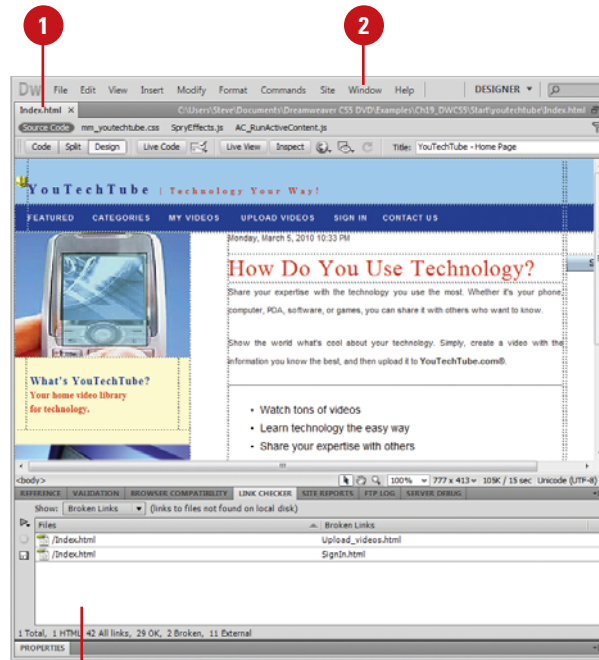 1
2
DW File Edit View Insert Modify Format Commands Site Window Help DESIGNER
Index.html × C:\Users\Steve\Documents\Dreamweaver CS5 DVD\Examples\Ch19_DWCS5\Start\youtechtube\Index.html
Source Code mm_youtechtube.css SpryEffects.js AC_RunActiveContent.js
Code Split Design Live Code Live View Inspect Title: YouTechTube - Home Page
YouTechTube | Technology Your Way!
FEATURED CATEGORIES MY VIDEOS UPLOAD VIDEOS SIGN IN CONTACT US
Monday, March 5, 2010 10:33 PM
How Do You Use Technology?
Share your expertise with the technology you use the most. Whether it's your phone,
computer, PDA, software, or games, you can share it with others who want to know.
Show the world what's cool about your technology. Simply, create a video with the
information you know the best, and then upload it to YouTechTube.com®.
What's YouTechTube?
Your home video library
for technology.
• Watch tons of videos
• Learn technology the easy way
• Share your expertise with others
<body> 100% 777 x 413 105K / 15 sec Unicode (UTF-8)
REFERENCE VALIDATION BROWSER COMPATIBILITY LINK CHECKER SITE REPORTS FTP LOG SERVER DEBUG
Show: Broken Links (links to files not found on local disk)
Files Broken Links
/Index.html Upload_videos.html
/Index.html SignIn.html
1 Total, 1 HTML 42 All links, 29 OK, 2 Broken, 11 External
PROPERTIES